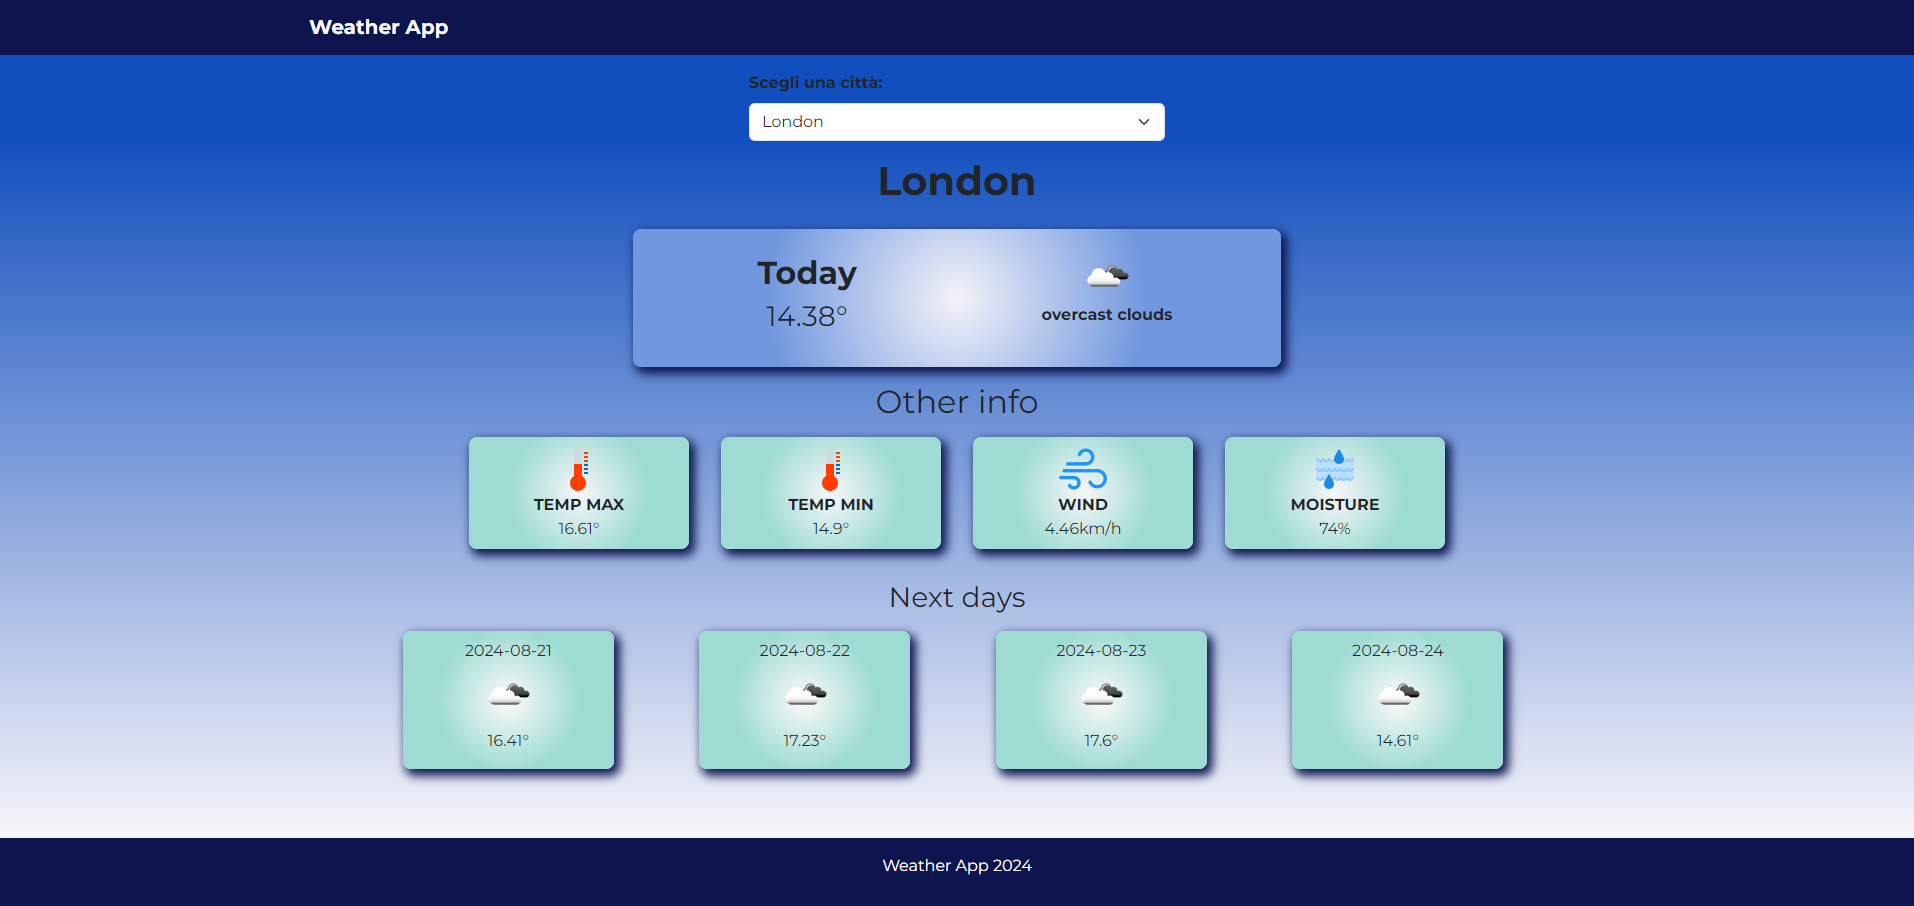 Weather App
Scegli una città:
London
London
Today
14.38°
overcast clouds
Other info
TEMP MAX
16.61°
TEMP MIN
14.9°
WIND
4.46km/h
MOISTURE
74%
Next days
2024-08-21
16.41°
2024-08-22
17.23°
2024-08-23
17.6°
2024-08-24
14.61°
Weather App 2024